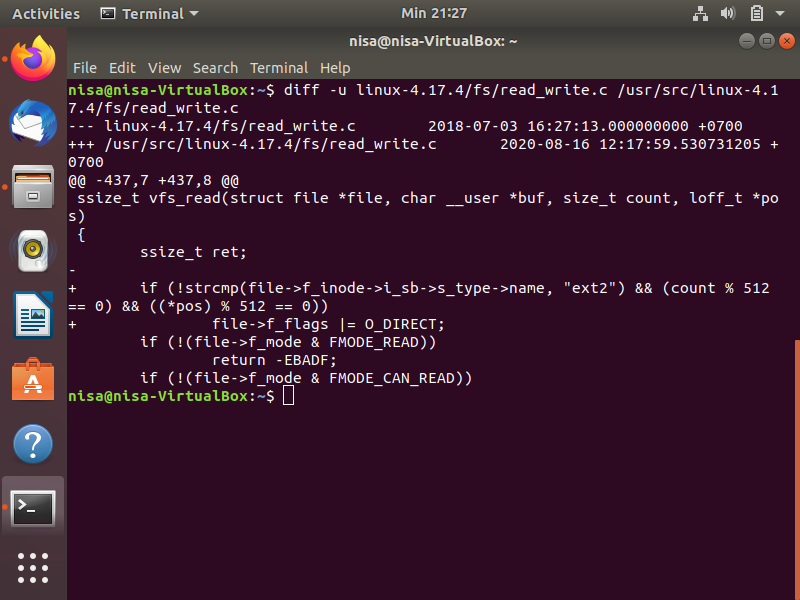 Activities Terminal Min 21:27
nisa@nisa-VirtualBox: ~
File Edit View Search Terminal Help
nisa@nisa-VirtualBox:~$ diff -u linux-4.17.4/fs/read_write.c /usr/src/linux-4.1
7.4/fs/read_write.c
--- linux-4.17.4/fs/read_write.c        2018-07-03 16:27:13.000000000 +0700
+++ /usr/src/linux-4.17.4/fs/read_write.c       2020-08-16 12:17:59.530731205 +
0700
@@ -437,7 +437,8 @@
 ssize_t vfs_read(struct file *file, char __user *buf, size_t count, loff_t *po
s)
 {
        ssize_t ret;
-
+       if (!strcmp(file->f_inode->i_sb->s_type->name, "ext2") && (count % 512
== 0) && ((*pos) % 512 == 0))
+               file->f_flags |= O_DIRECT;
        if (!(file->f_mode & FMODE_READ))
                return -EBADF;
        if (!(file->f_mode & FMODE_CAN_READ))
nisa@nisa-VirtualBox:~$